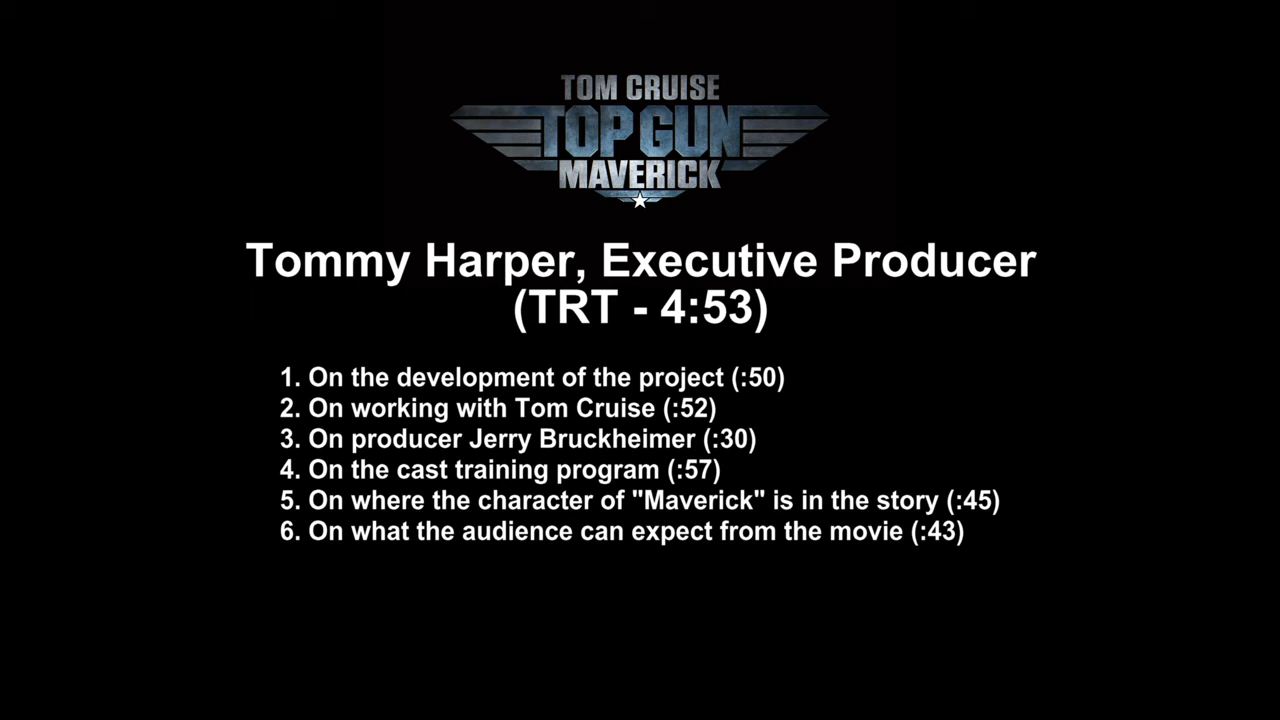 TOM CRUISE
TOP GUN
MAVERICK
Tommy Harper, Executive Producer
(TRT - 4:53)
1. On the development of the project (:50)
2. On working with Tom Cruise (:52)
3. On producer Jerry Bruckheimer (:30)
4. On the cast training program (:57)
5. On where the character of "Maverick" is in the story (:45)
6. On what the audience can expect from the movie (:43)